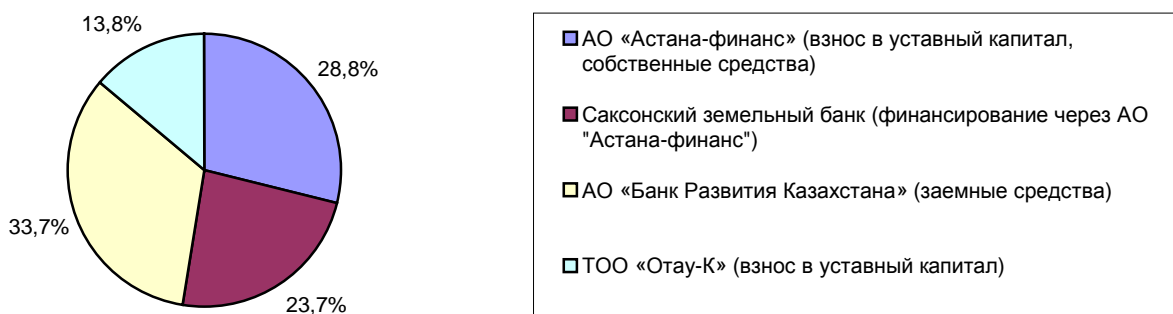 13,8%
28,8%
33,7%
23,7%
АО «Астана-финанс» (взнос в уставный капитал,
собственные средства)
Саксонский земельный банк (финансирование через АО
"Астана-финанс")
АО «Банк Развития Казахстана» (заемные средства)
ТОО «Отау-К» (взнос в уставный капитал)